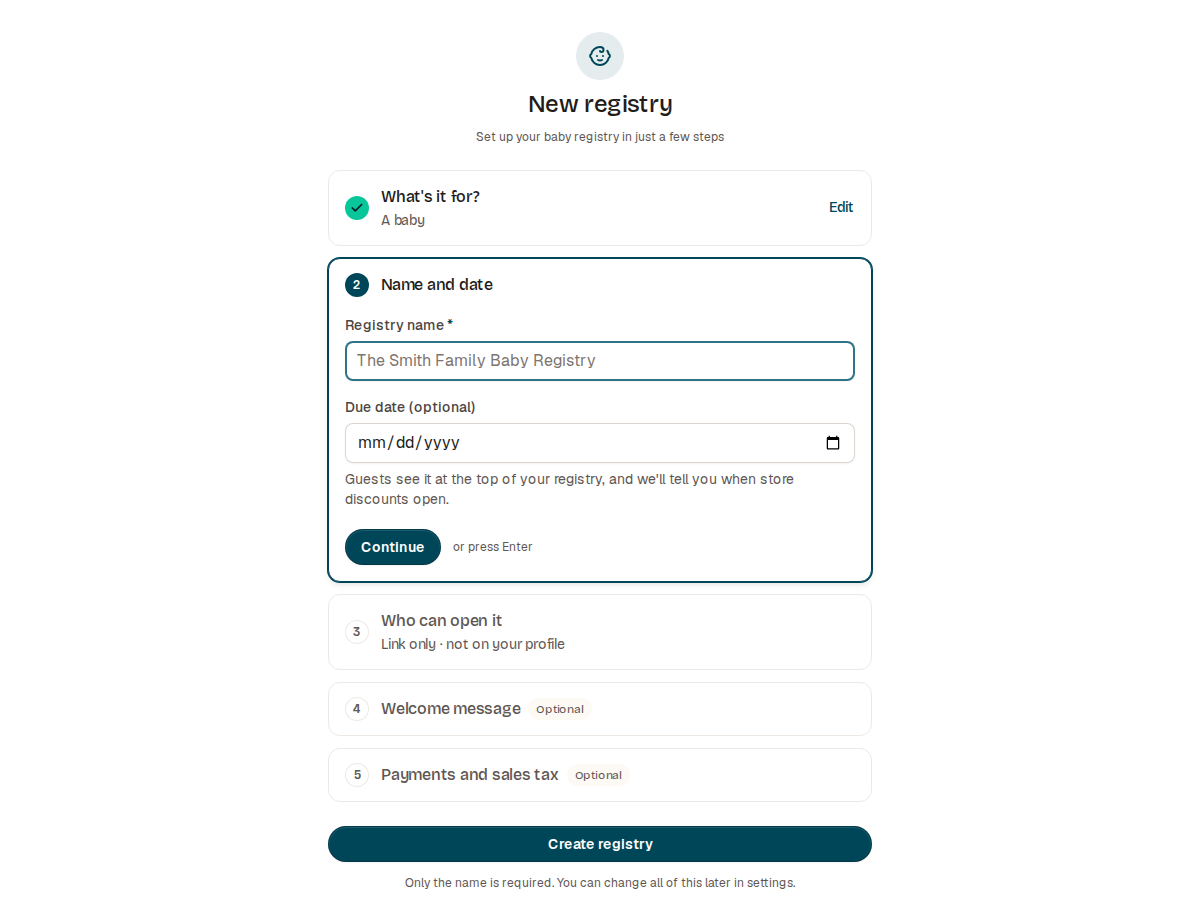 New registry
Set up your baby registry in just a few steps
What's it for?
A baby
Edit
2
Name and date
Registry name *
The Smith Family Baby Registry
Due date (optional)
mm/dd/yyyy
Guests see it at the top of your registry, and we'll tell you when store
discounts open.
Continue
or press Enter
3
Who can open it
Link only · not on your profile
4
Welcome message
Optional
5
Payments and sales tax
Optional
Create registry
Only the name is required. You can change all of this later in settings.